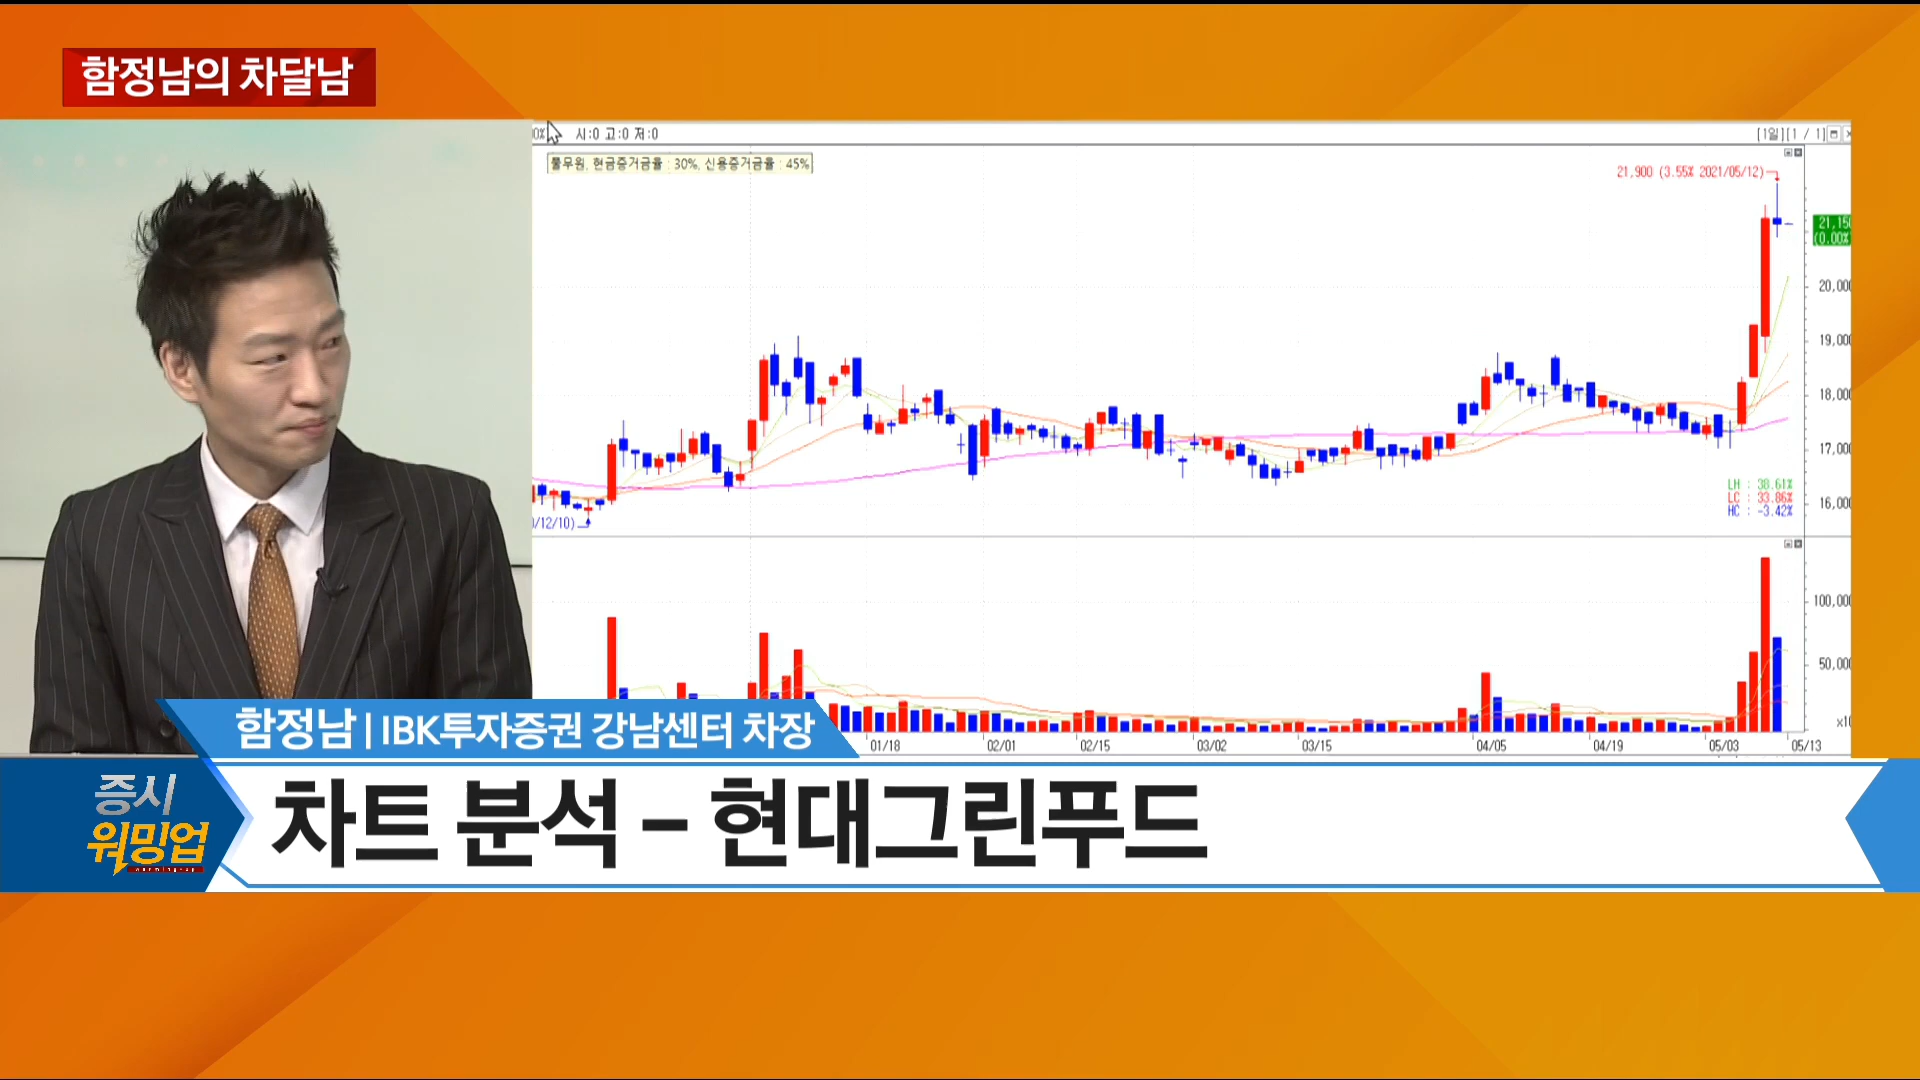 함정남의 차달남
시:0 고:0 저:0
[1일][1 / 1]
풀무원, 현금증거금률 : 30%, 신용증거금률 : 45%
21,900 (3.55% 2021/05/12)
(0.00%
20,000
19,000
18,000
17,000
16,000
LH : 38.61%
LC : 33.86%
HC : -3.42%
/12/10)
100,000
50,000
01/18 02/01 02/15 03/02 03/15 04/05 04/19 05/03 05/13
함정남 | IBK투자증권 강남센터 차장
증시
워밍업
warming-up
차트 분석 - 현대그린푸드